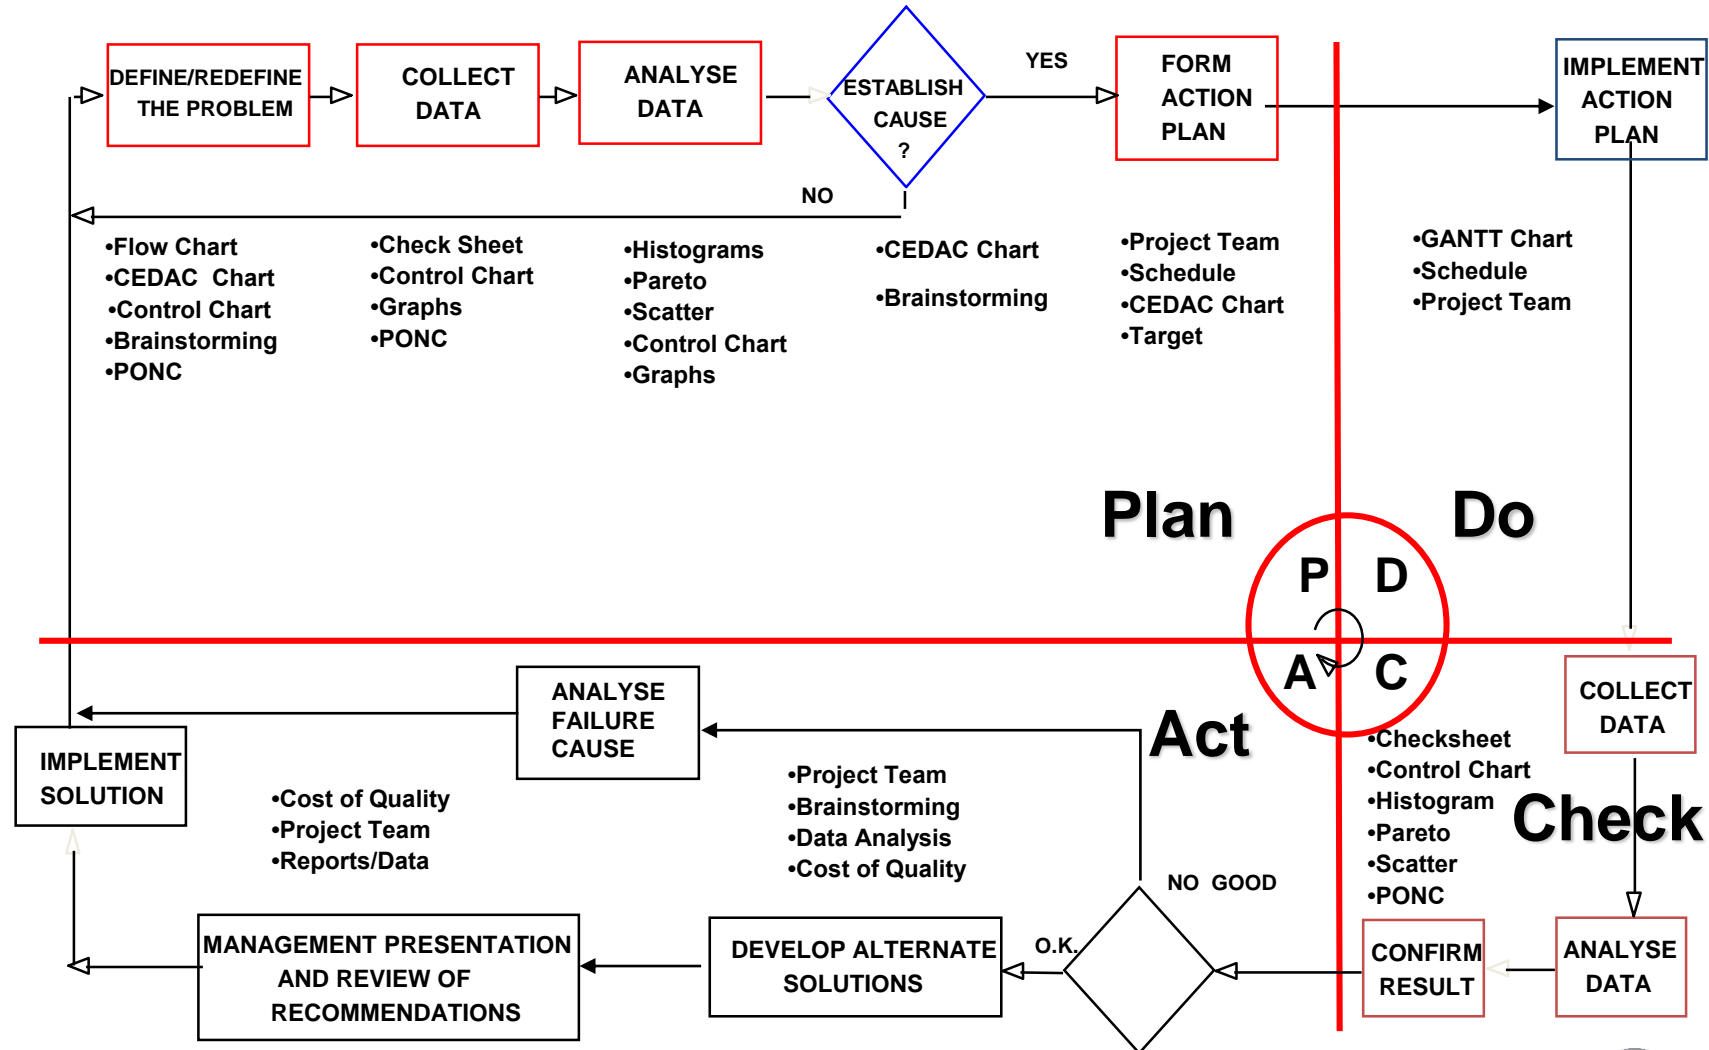 DEFINE/REDEFINE
THE PROBLEM
COLLECT
DATA
ANALYSE
DATA
ESTABLISH
CAUSE
?
YES
NO
FORM
ACTION
PLAN
IMPLEMENT
ACTION
PLAN
•Flow Chart
•CEDAC  Chart
•Control Chart
•Brainstorming
•PONC
•Check Sheet
•Control Chart
•Graphs
•PONC
•Histograms
•Pareto
•Scatter
•Control Chart
•Graphs
•CEDAC Chart
•Brainstorming
•Project Team
•Schedule
•CEDAC Chart
•Target
•GANTT Chart
•Schedule
•Project Team
Plan
Do
P D
A C
Act
Check
COLLECT
DATA
•Checksheet
•Control Chart
•Histogram
•Pareto
•Scatter
•PONC
ANALYSE
DATA
CONFIRM
RESULT
NO  GOOD
O.K.
ANALYSE
FAILURE
CAUSE
•Project Team
•Brainstorming
•Data Analysis
•Cost of Quality
DEVELOP ALTERNATE
SOLUTIONS
•Cost of Quality
•Project Team
•Reports/Data
MANAGEMENT PRESENTATION
AND REVIEW OF
RECOMMENDATIONS
IMPLEMENT
SOLUTION